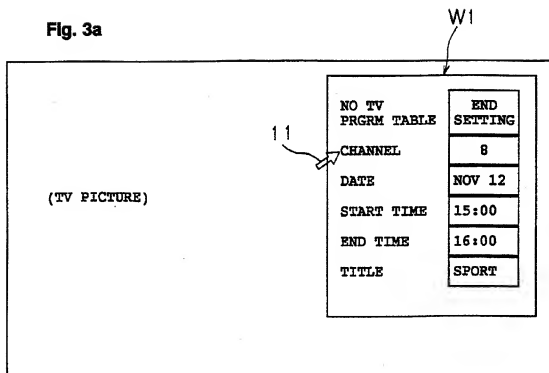 Fig. 3a
W1
NO TV
PRGRM TABLE
END
SETTING
11
CHANNEL 8
DATE NOV 12
(TV PICTURE)
START TIME 15:00
END TIME 16:00
TITLE SPORT